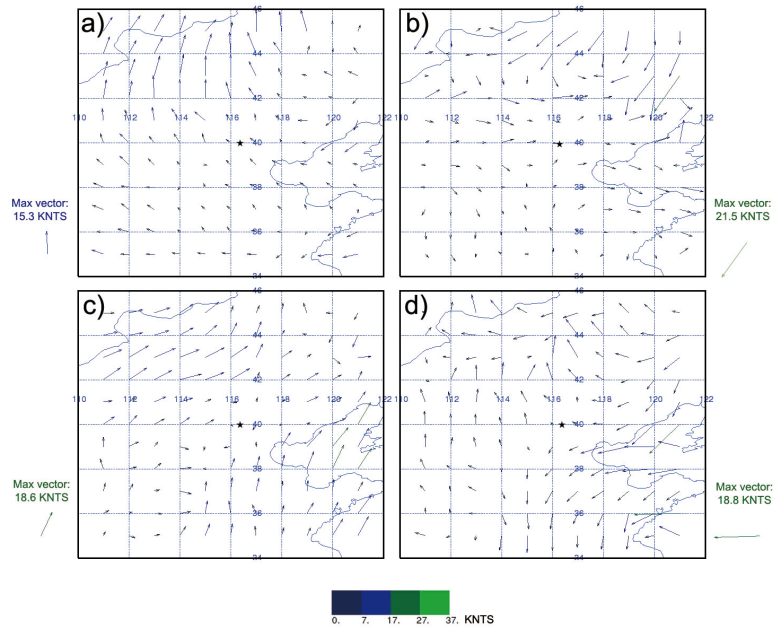 a)
46
44
42
110 112 114 116 118 120 122
40
38
36
34
Max vector:
15.3 KNTS
b)
46
44
42
110 112 114 116 118 120 122
40
38
36
34
Max vector:
21.5 KNTS
c)
46
44
42
110 112 114 116 118 120 122
40
38
36
34
Max vector:
18.6 KNTS
d)
46
44
42
110 112 114 116 118 120 122
40
38
36
34
Max vector:
18.8 KNTS
0. 7. 17. 27. 37. KNTS